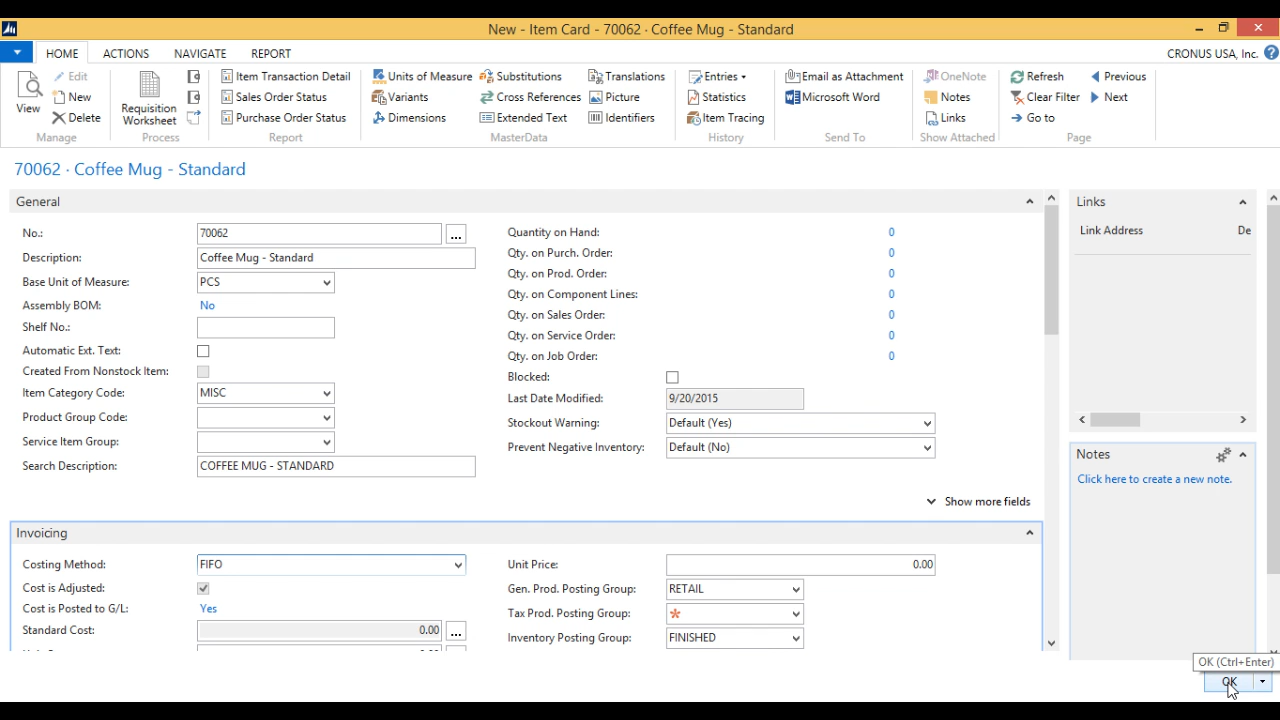 New - Item Card - 70062 · Coffee Mug - Standard
HOME ACTIONS NAVIGATE REPORT CRONUS USA, Inc.
View Edit New Delete
Manage
Requisition Worksheet
Process
Item Transaction Detail
Sales Order Status
Purchase Order Status
Report
Units of Measure Substitutions Translations
Variants Cross References Picture
Dimensions Extended Text Identifiers
MasterData
Entries
Statistics
Item Tracing
History
Email as Attachment
Microsoft Word
Send To
OneNote
Notes
Links
Show Attached
Refresh Previous
Clear Filter Next
Go to
Page
70062 · Coffee Mug - Standard
General
No.: 70062 ...
Description: Coffee Mug - Standard
Base Unit of Measure: PCS
Assembly BOM: No
Shelf No.:
Automatic Ext. Text:
Created From Nonstock Item:
Item Category Code: MISC
Product Group Code:
Service Item Group:
Search Description: COFFEE MUG - STANDARD
Quantity on Hand: 0
Qty. on Purch. Order: 0
Qty. on Prod. Order: 0
Qty. on Component Lines: 0
Qty. on Sales Order: 0
Qty. on Service Order: 0
Qty. on Job Order: 0
Blocked:
Last Date Modified: 9/20/2015
Stockout Warning: Default (Yes)
Prevent Negative Inventory: Default (No)
Show more fields
Invoicing
Costing Method: FIFO
Cost is Adjusted:
Cost is Posted to G/L: Yes
Standard Cost: 0.00 ...
Unit Price: 0.00
Gen. Prod. Posting Group: RETAIL
Tax Prod. Posting Group: *
Inventory Posting Group: FINISHED
Links
Link Address De
Notes
Click here to create a new note.
OK (Ctrl+Enter)
OK